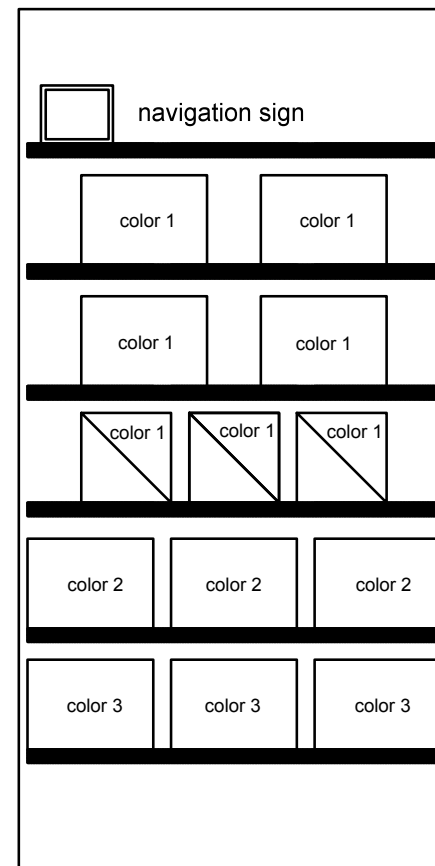 navigation sign
color 1 color 1
color 1 color 1
color 1 color 1 color 1
color 2 color 2 color 2
color 3 color 3 color 3